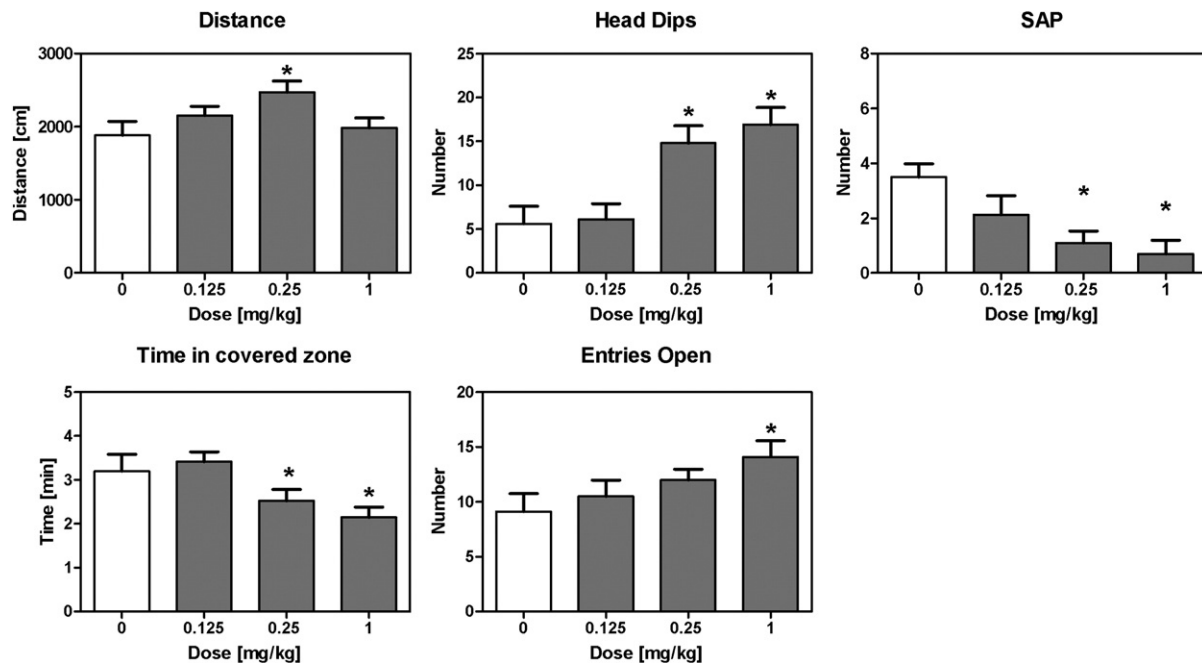 Distance
Distance [cm]
3000
2000
1000
0
*
0 0.125 0.25 1
Dose [mg/kg]
Head Dips
Number
25
20
15
10
5
0
* *
0 0.125 0.25 1
Dose [mg/kg]
SAP
Number
8
6
4
2
0
* *
0 0.125 0.25 1
Dose [mg/kg]
Time in covered zone
Time [min]
5
4
3
2
1
0
* *
0 0.125 0.25 1
Dose [mg/kg]
Entries Open
Number
20
15
10
5
0
*
0 0.125 0.25 1
Dose [mg/kg]